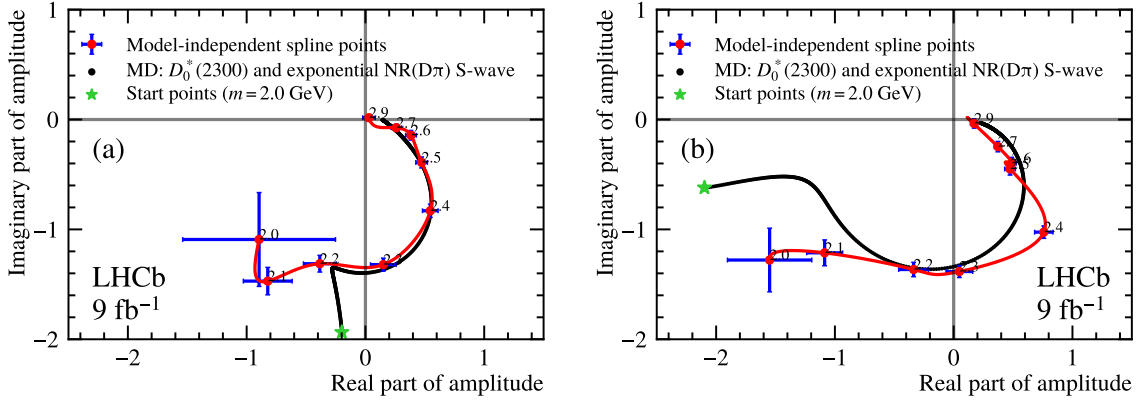 Model-independent spline points
MD: D₀*(2300) and exponential NR(Dπ) S-wave
Start points (m = 2.0 GeV)
(a)
LHCb
9 fb⁻¹
2.0
2.1
2.2
2.4
2.5
2.6
2.7
2.9
0
−1
−2
−2
−1
0
1
Imaginary part of amplitude
Real part of amplitude
Model-independent spline points
MD: D₀*(2300) and exponential NR(Dπ) S-wave
Start points (m = 2.0 GeV)
(b)
LHCb
9 fb⁻¹
2.0
2.1
2.2
2.3
2.4
2.5
2.6
2.7
2.9
0
−1
−2
−2
−1
0
1
Imaginary part of amplitude
Real part of amplitude